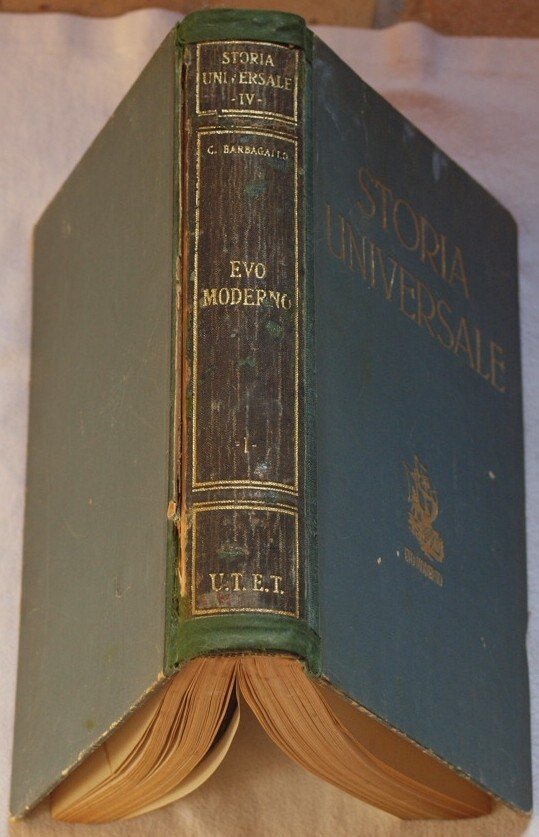 STORIA
UNIVERSALE
-IV-
C. BARBAGALLO
EVO
MODERNO
-I-
U.T.E.T.
STORIA
UNIVERSALE